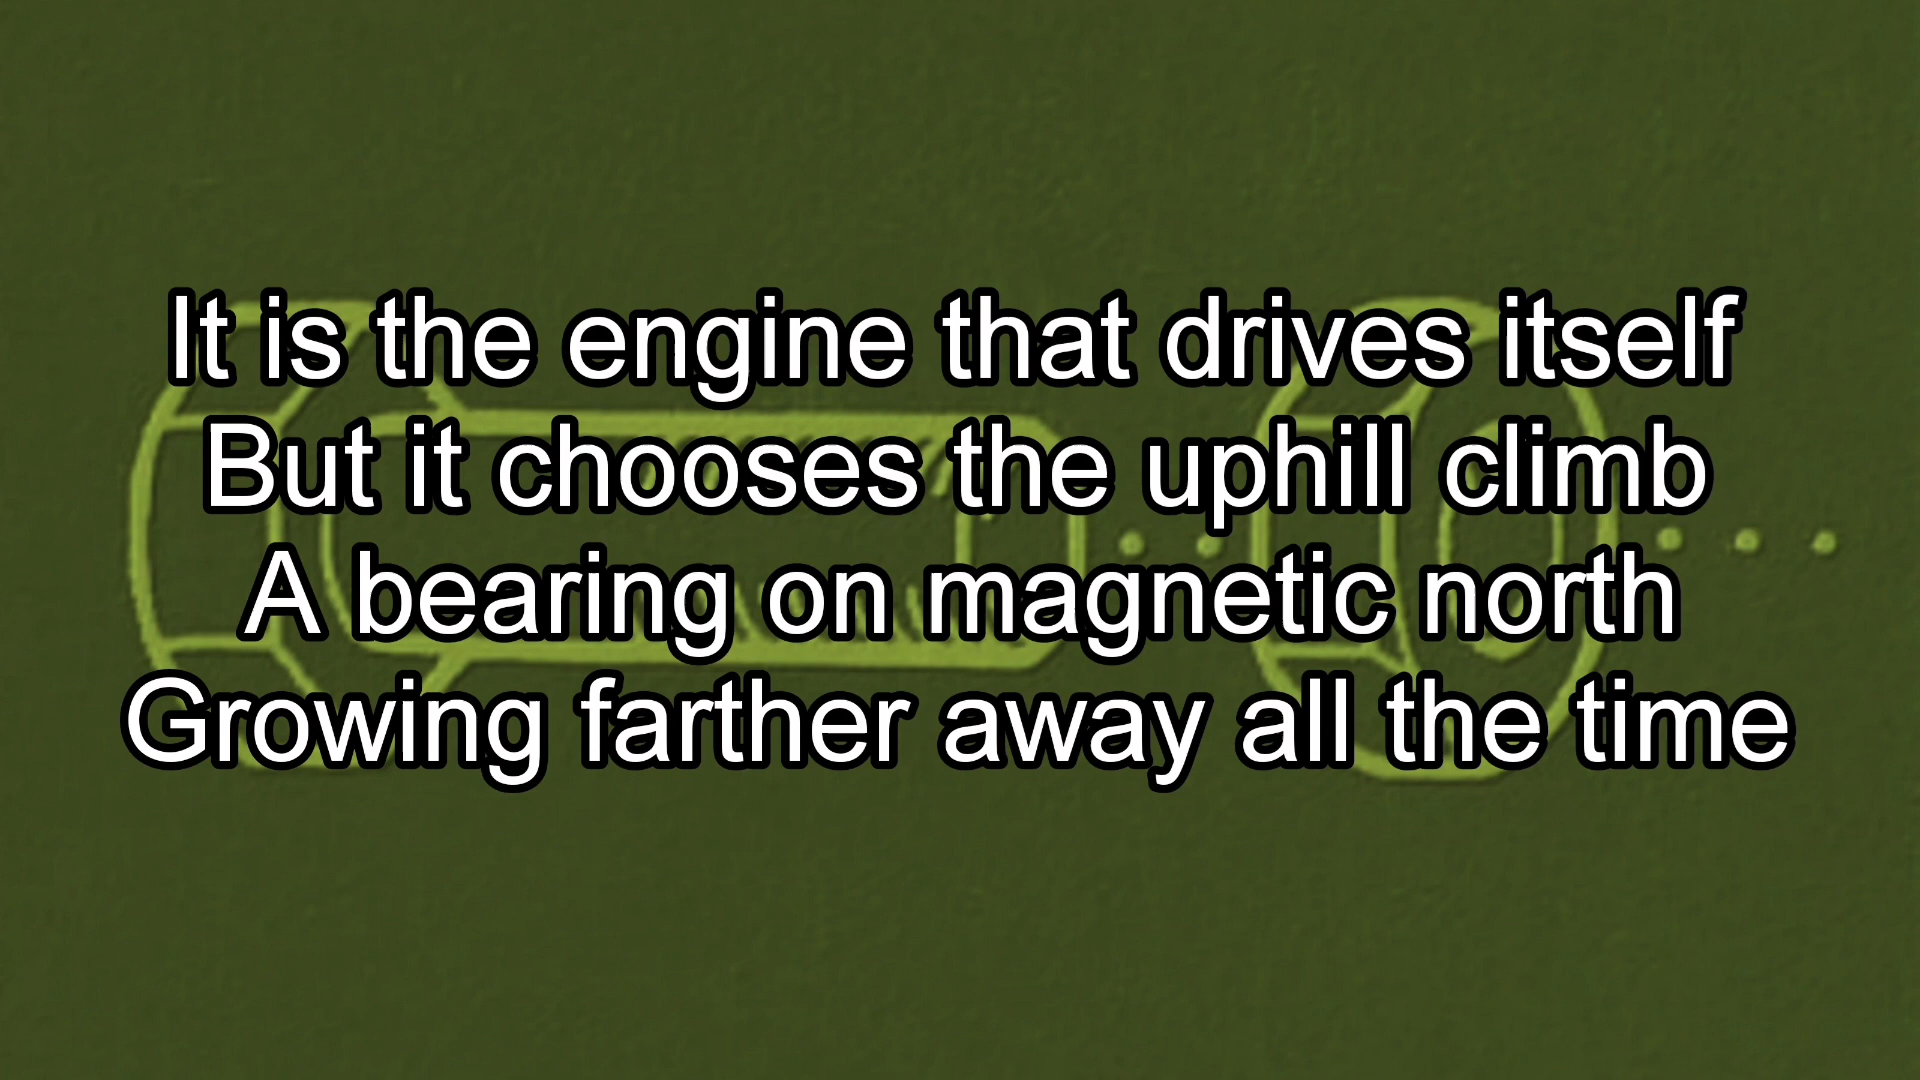 It is the engine that drives itself
But it chooses the uphill climb
A bearing on magnetic north
Growing farther away all the time